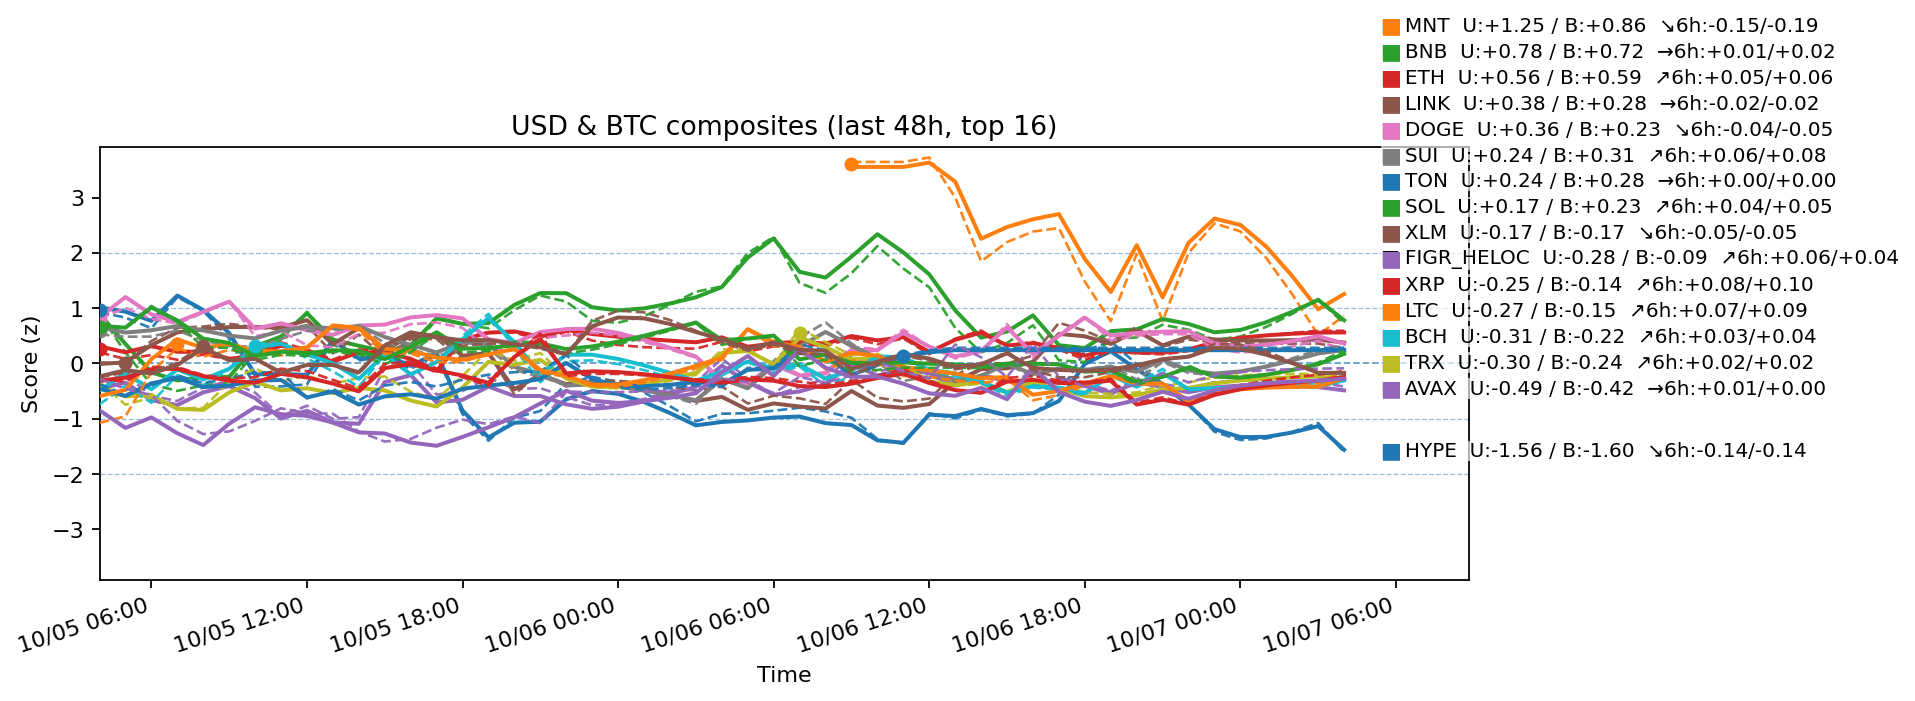 MNT U:+1.25 / B:+0.86 ↘6h:-0.15/-0.19
BNB U:+0.78 / B:+0.72 →6h:+0.01/+0.02
ETH U:+0.56 / B:+0.59 ↗6h:+0.05/+0.06
LINK U:+0.38 / B:+0.28 →6h:-0.02/-0.02
DOGE U:+0.36 / B:+0.23 ↘6h:-0.04/-0.05
SUI U:+0.24 / B:+0.31 ↗6h:+0.06/+0.08
TON U:+0.24 / B:+0.28 →6h:+0.00/+0.00
SOL U:+0.17 / B:+0.23 ↗6h:+0.04/+0.05
XLM U:-0.17 / B:-0.17 ↘6h:-0.05/-0.05
FIGR_HELOC U:-0.28 / B:-0.09 ↗6h:+0.06/+0.04
XRP U:-0.25 / B:-0.14 ↗6h:+0.08/+0.10
LTC U:-0.27 / B:-0.15 ↗6h:+0.07/+0.09
BCH U:-0.31 / B:-0.22 ↗6h:+0.03/+0.04
TRX U:-0.30 / B:-0.24 ↗6h:+0.02/+0.02
AVAX U:-0.49 / B:-0.42 →6h:+0.01/+0.00
HYPE U:-1.56 / B:-1.60 ↘6h:-0.14/-0.14
USD & BTC composites (last 48h, top 16)
Score (z)
3
2
1
0
−1
−2
−3
10/05 06:00
10/05 12:00
10/05 18:00
10/06 00:00
10/06 06:00
10/06 12:00
10/06 18:00
10/07 00:00
10/07 06:00
Time